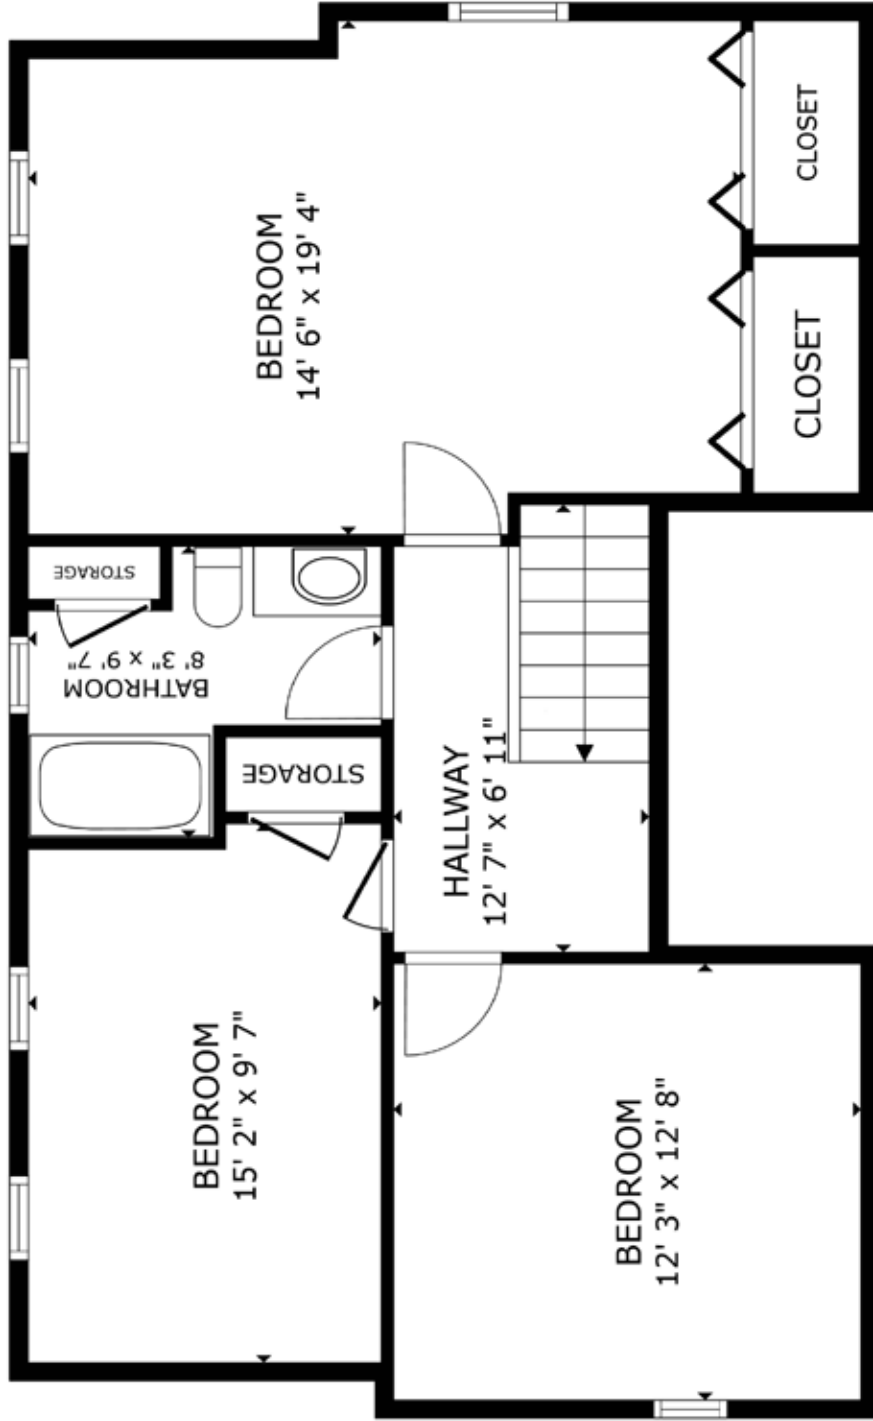 CLOSET
BEDROOM
14' 6" x 19' 4"
CLOSET
STORAGE
BATHROOM
8' 3" x 9' 7"
STORAGE
HALLWAY
12' 7" x 6' 11"
BEDROOM
15' 2" x 9' 7"
BEDROOM
12' 3" x 12' 8"